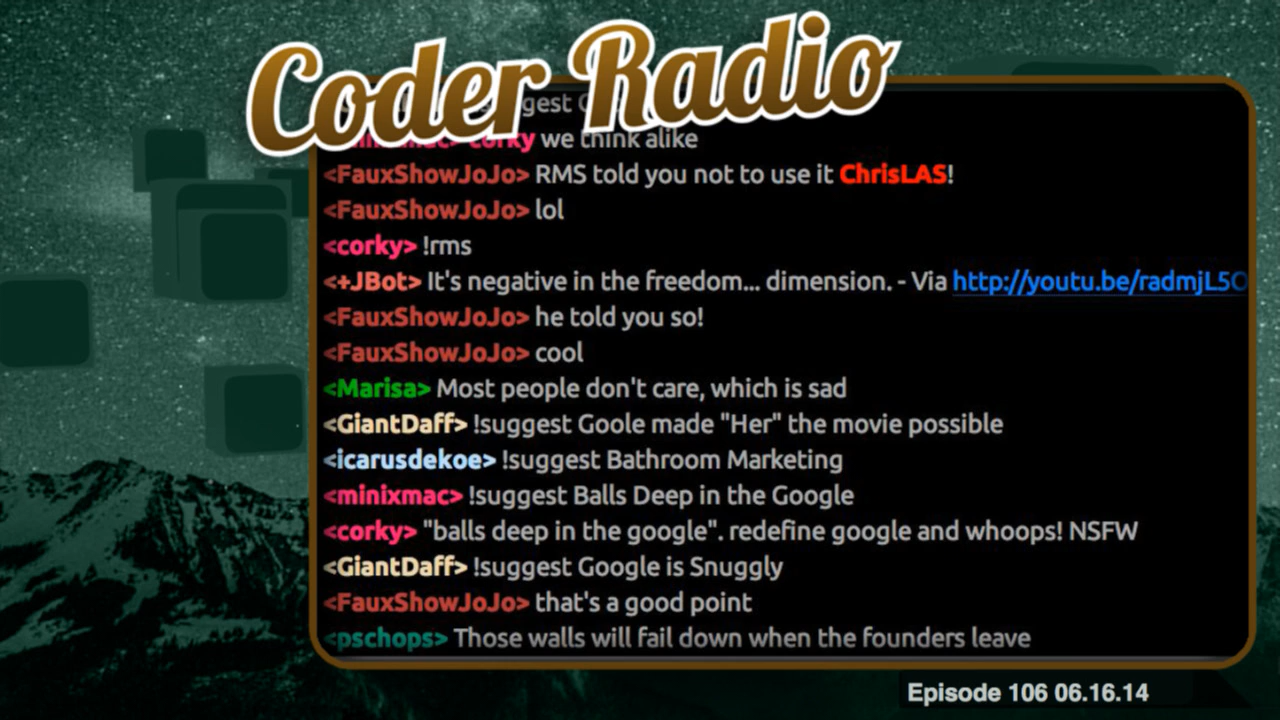 Coder Radio
we think alike
<FauxShowJoJo> RMS told you not to use it ChrisLAS!
<FauxShowJoJo> lol
<corky> !rms
<+JBot> It's negative in the freedom... dimension. - Via http://youtu.be/radmjL5O
<FauxShowJoJo> he told you so!
<FauxShowJoJo> cool
<Marisa> Most people don't care, which is sad
<GiantDaff> !suggest Goole made "Her" the movie possible
<icarusdekoe> !suggest Bathroom Marketing
<minixmac> !suggest Balls Deep in the Google
<corky> "balls deep in the google". redefine google and whoops! NSFW
<GiantDaff> !suggest Google is Snuggly
<FauxShowJoJo> that's a good point
<pschops> Those walls will fail down when the founders leave
Episode 106 06.16.14